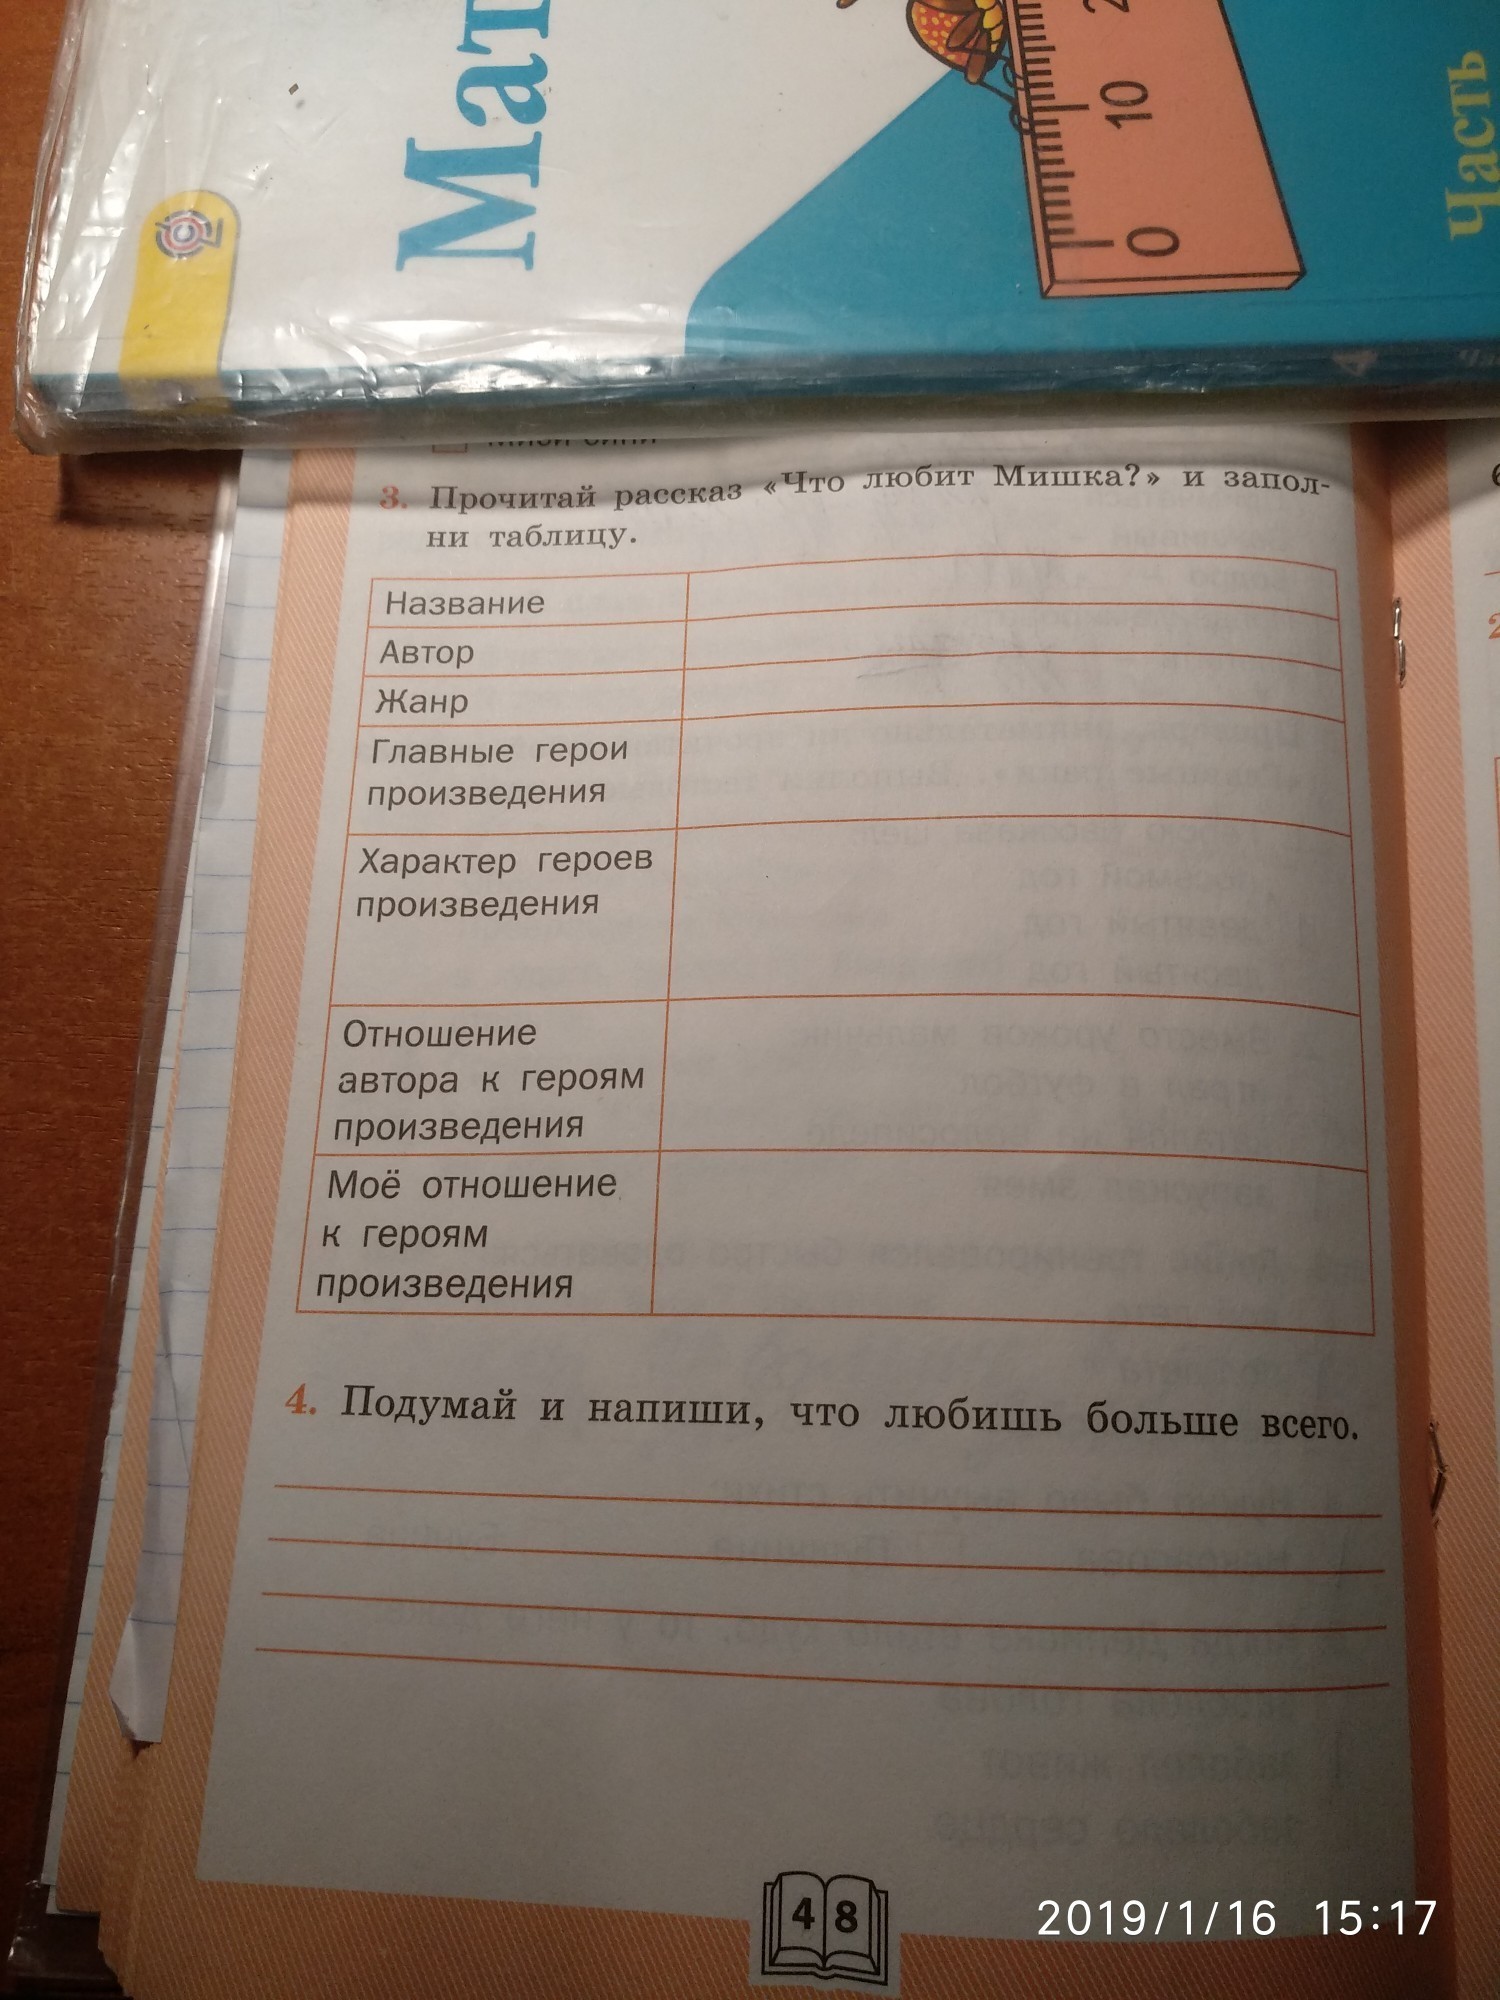 Мат
0 10 2
Часть
3. Прочитай рассказ «Что любит Мишка?» и запол-
ни таблицу.
Название
Автор
Жанр
Главные герои
произведения
Характер героев
произведения
Отношение
автора к героям
произведения
Моё отношение
к героям
произведения
4. Подумай и напиши, что любишь больше всего.
48
2019/1/16 15:17